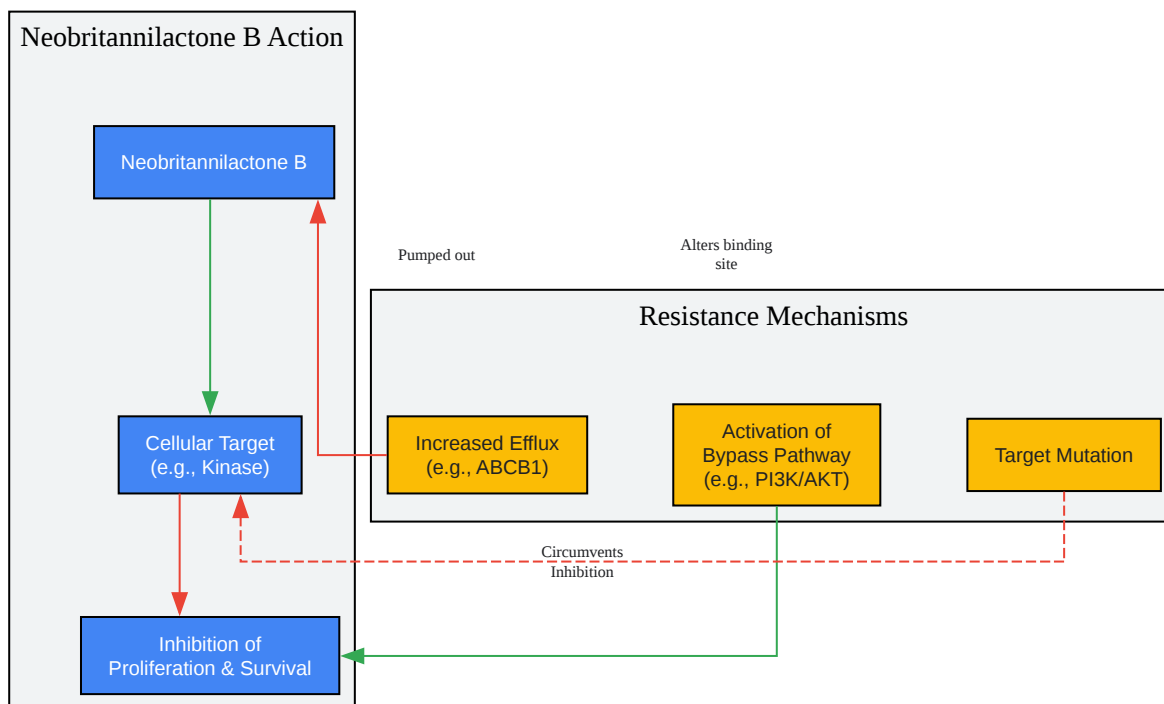 Neobritannilactone B Action
Neobritannilactone B
Pumped out
Alters binding
site
Resistance Mechanisms
Cellular Target
(e.g., Kinase)
Increased Efflux
(e.g., ABCB1)
Activation of
Bypass Pathway
(e.g., PI3K/AKT)
Target Mutation
Circumvents
Inhibition
Inhibition of
Proliferation & Survival